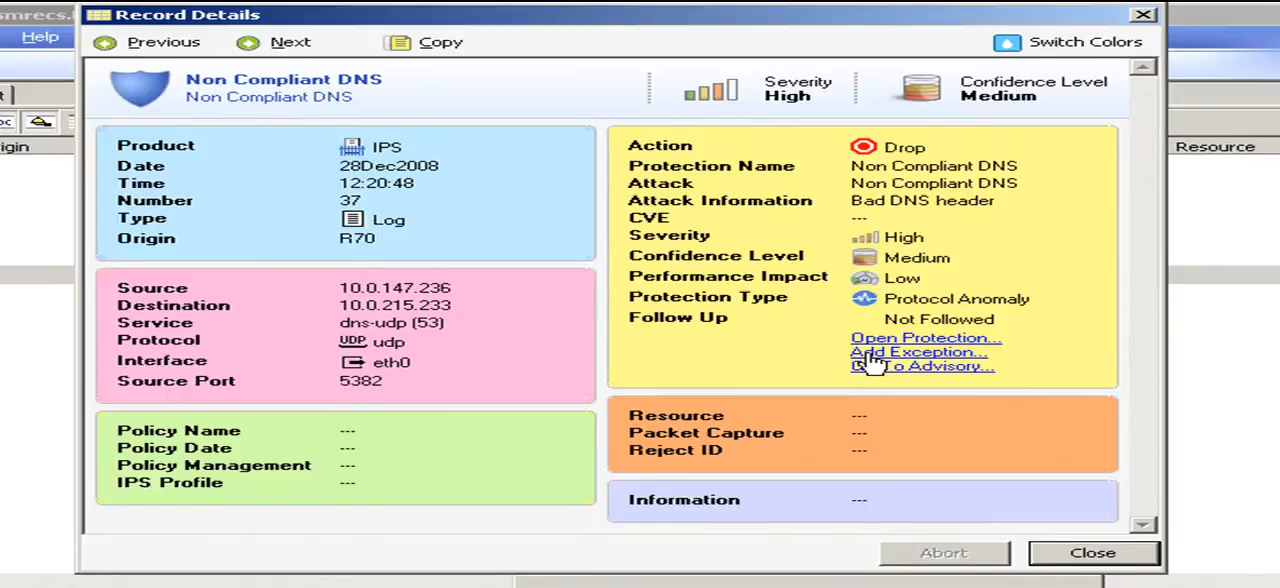 smrecs.
Record Details
Help
Previous Next Copy Switch Colors
Non Compliant DNS
Non Compliant DNS
Severity
High
Confidence Level
Medium
Product IPS
Date 28Dec2008
Time 12:20:48
Number 37
Type Log
Origin R70
Source 10.0.147.236
Destination 10.0.215.233
Service dns-udp (53)
Protocol UDP udp
Interface eth0
Source Port 5382
Policy Name ---
Policy Date ---
Policy Management ---
IPS Profile ---
Action Drop
Protection Name Non Compliant DNS
Attack Non Compliant DNS
Attack Information Bad DNS header
CVE ---
Severity High
Confidence Level Medium
Performance Impact Low
Protection Type Protocol Anomaly
Follow Up Not Followed
Open Protection...
Add Exception...
To Advisory...
Resource ---
Packet Capture ---
Reject ID ---
Information ---
Resource
Abort Close